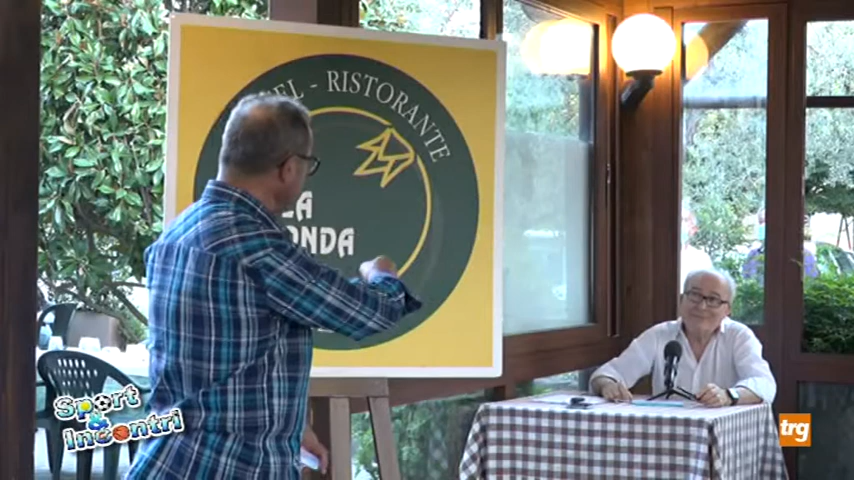 EL - RISTORANTE
LA
ONDA
Sport
&
Incontri
trg